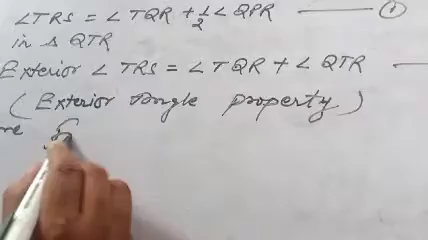 ∠TRS = ∠TQR + 1/2 ∠QPR —— ①
in Δ QTR
Exterior ∠ TRS = ∠TQR + ∠QTR —
(Exterior Angle property)